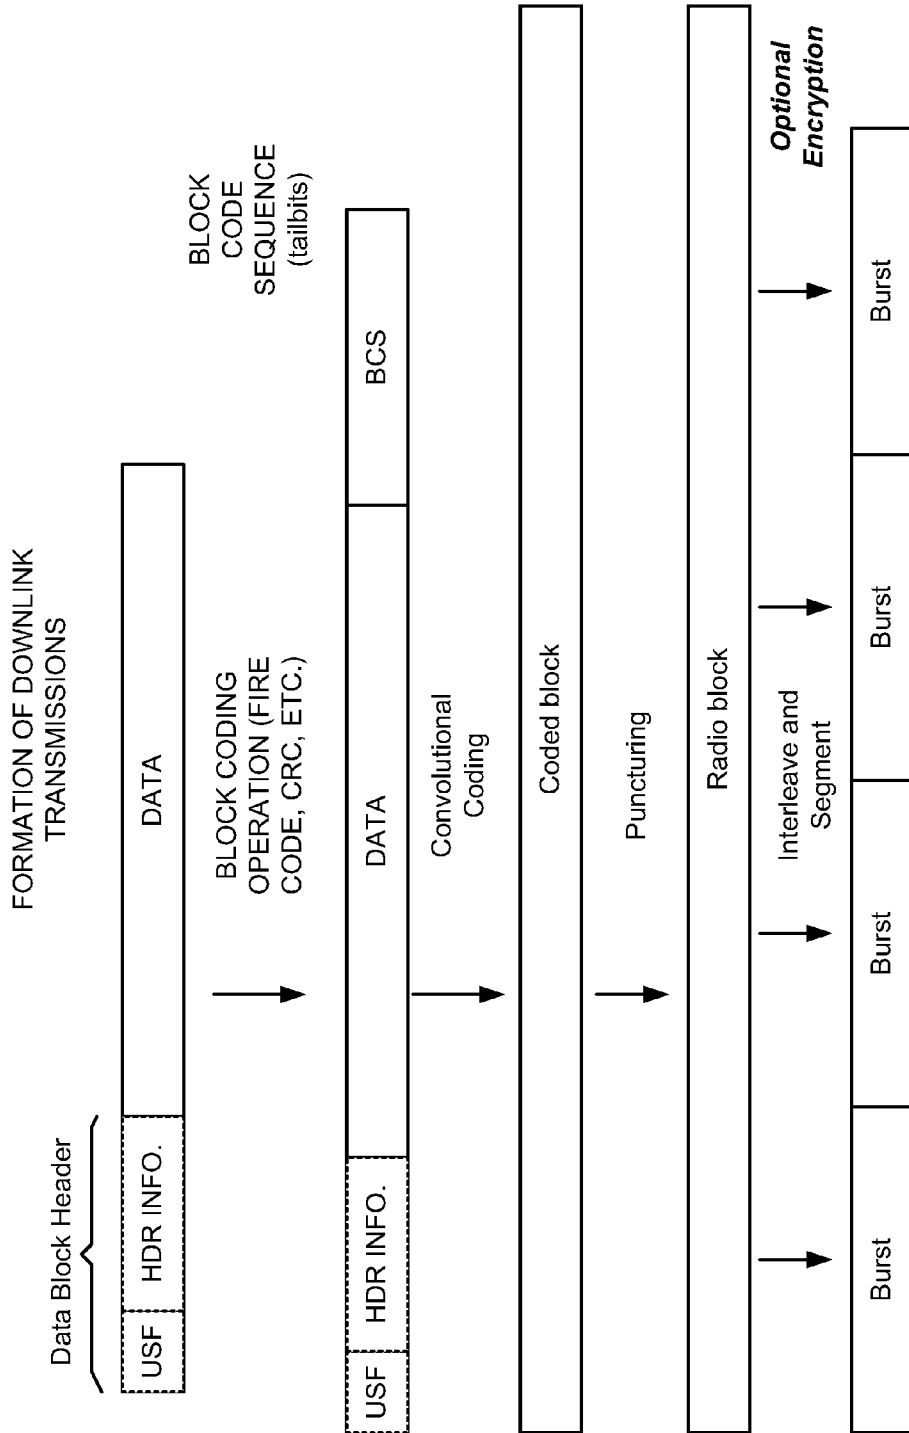 FORMATION OF DOWNLINK
TRANSMISSIONS
Data Block Header
USF
HDR INFO.
DATA
BLOCK CODING
OPERATION (FIRE
CODE, CRC, ETC.)
BLOCK
CODE
SEQUENCE
(tailbits)
USF
HDR INFO.
DATA
BCS
Convolutional
Coding
Coded block
Puncturing
Radio block
Interleave and
Segment
Optional
Encryption
Burst
Burst
Burst
Burst